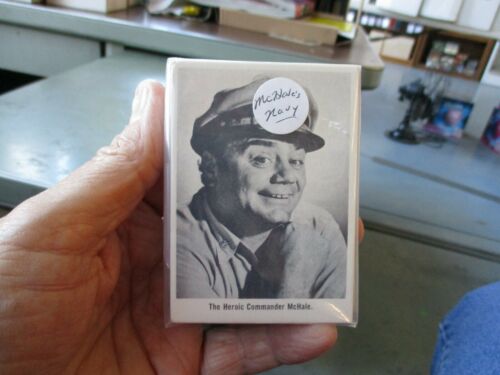 McHale's
Navy
The Heroic Commander McHale.